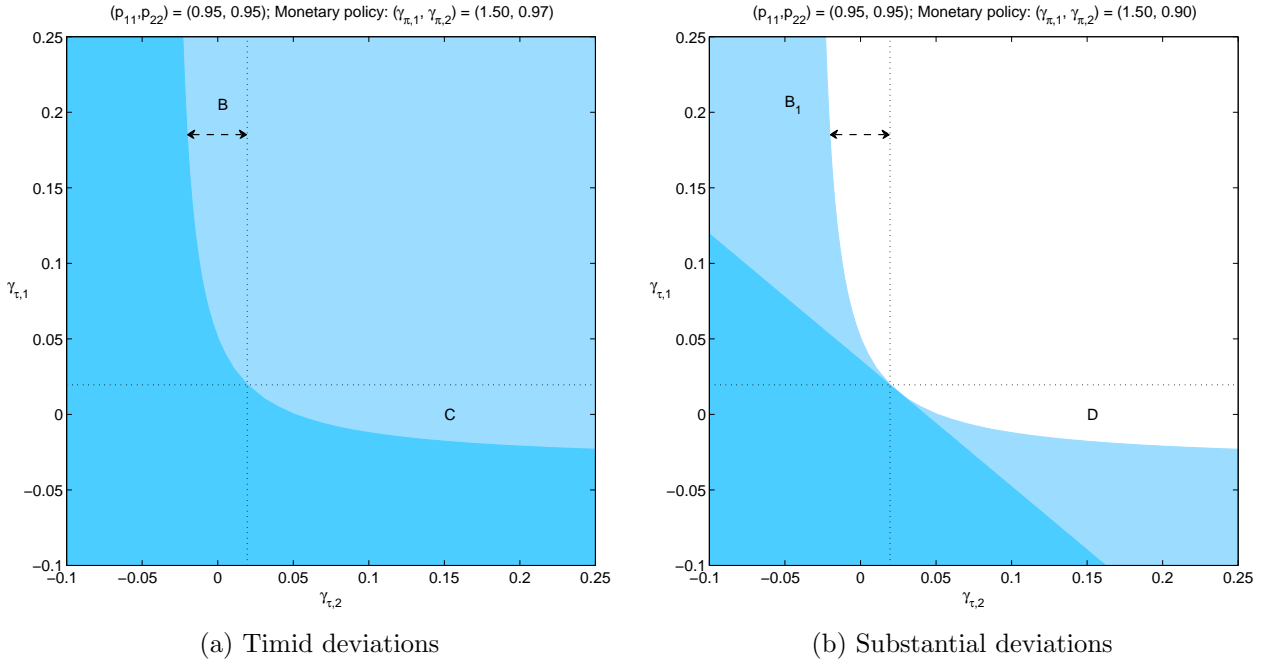 (p11,p22) = (0.95, 0.95); Monetary policy: (γπ,1, γπ,2) = (1.50, 0.97)
0.25
0.2
0.15
0.1
0.05
0
−0.05
−0.1
γτ,1
B
C
−0.1 −0.05 0 0.05 0.1 0.15 0.2 0.25
γτ,2
(a) Timid deviations
(p11,p22) = (0.95, 0.95); Monetary policy: (γπ,1, γπ,2) = (1.50, 0.90)
0.25
0.2
0.15
0.1
0.05
0
−0.05
−0.1
γτ,1
B1
D
−0.1 −0.05 0 0.05 0.1 0.15 0.2 0.25
γτ,2
(b) Substantial deviations